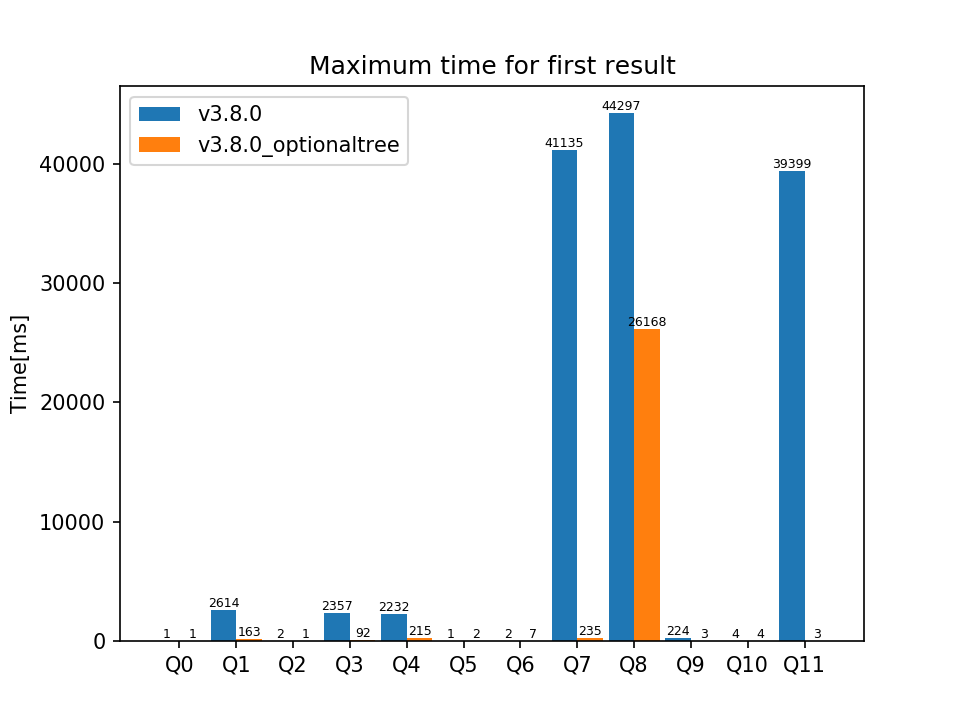 Maximum time for first result
v3.8.0
v3.8.0_optionaltree
Time[ms]
40000
30000
20000
10000
0
1 1 2614 163 2 1 2357 92 2232 215 1 2 2 7 41135 235 44297 26168 224 3 4 4 39399 3
Q0 Q1 Q2 Q3 Q4 Q5 Q6 Q7 Q8 Q9 Q10 Q11